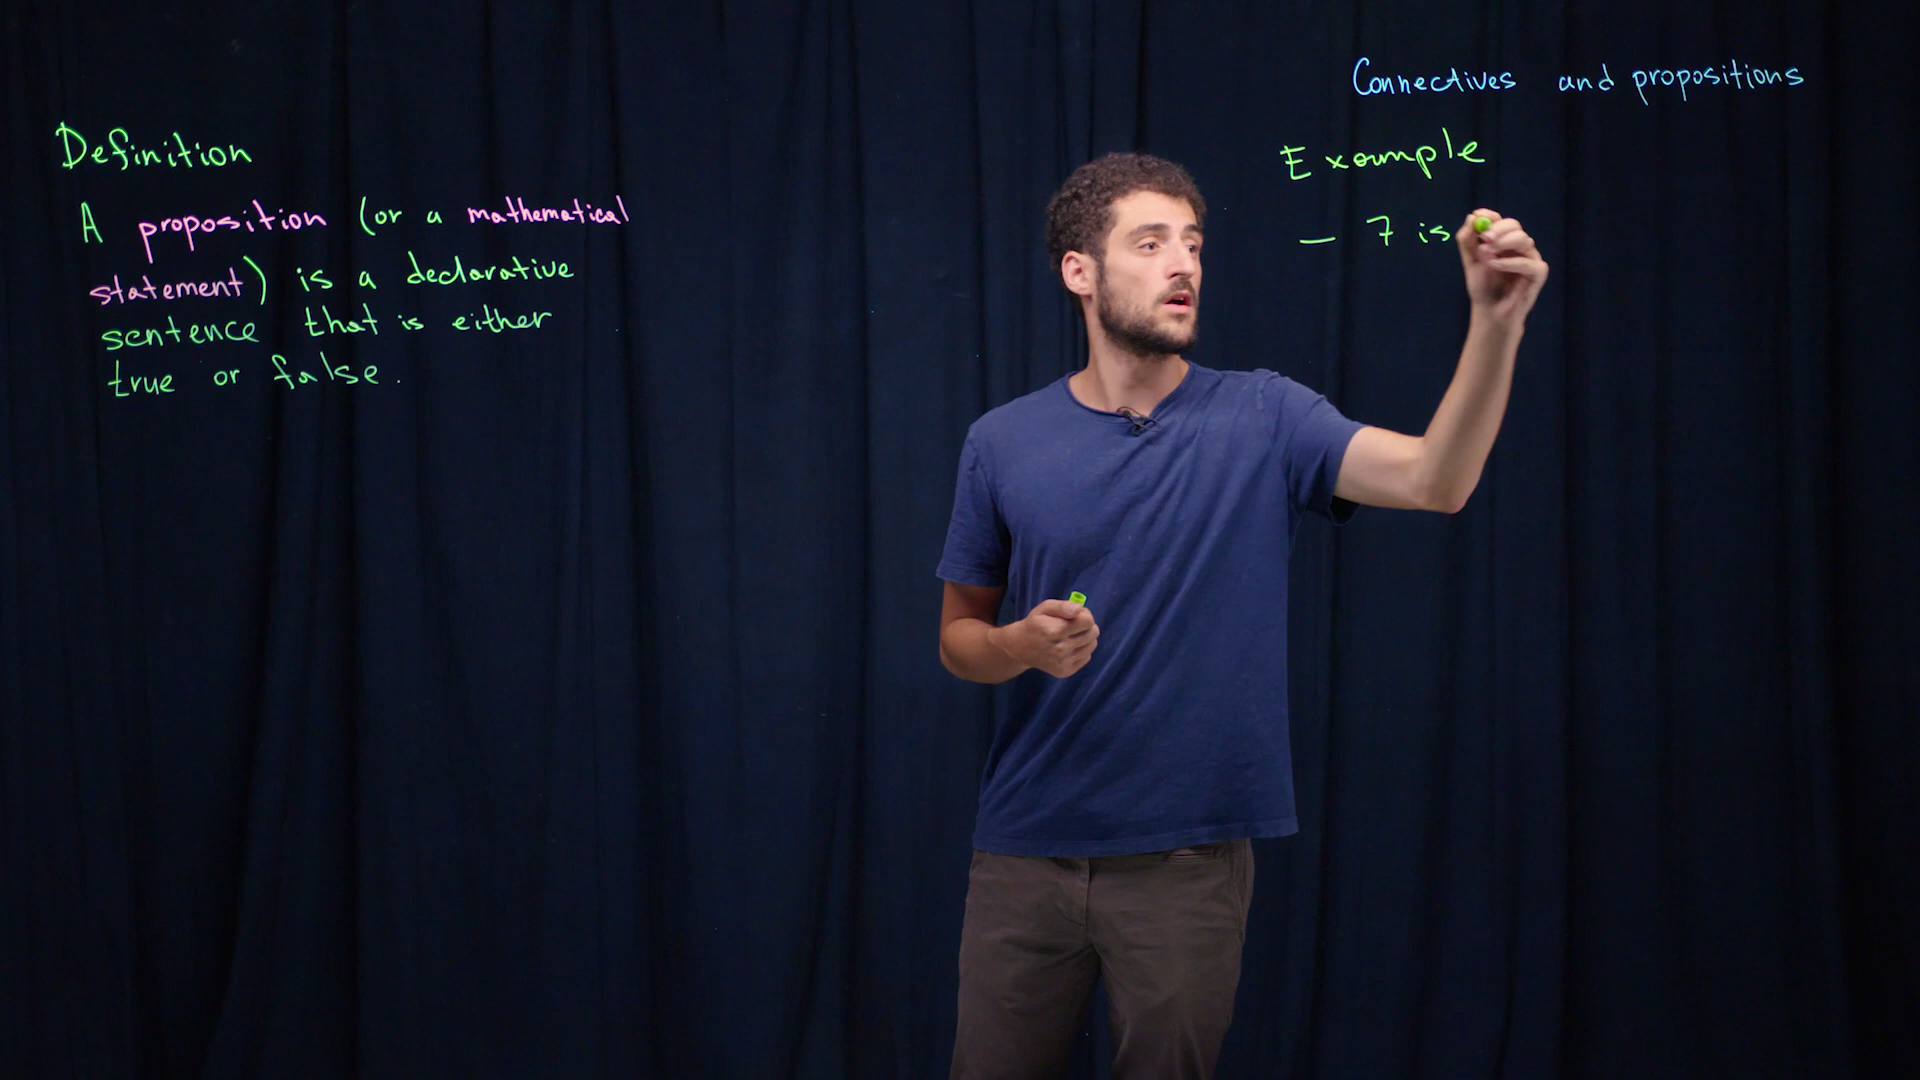 Connectives and propositions
Definition
A proposition (or a mathematical
statement) is a declarative
sentence that is either
true or false.
Example
– 7 is